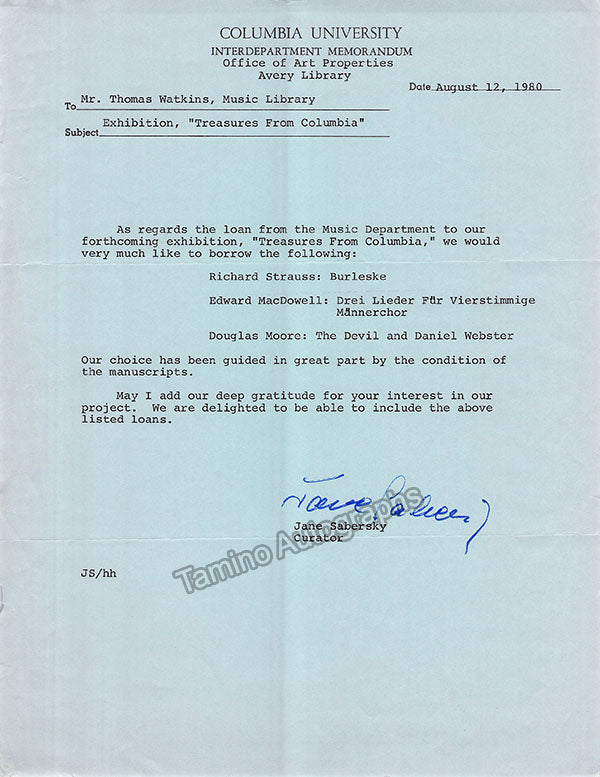 COLUMBIA UNIVERSITY
INTERDEPARTMENT MEMORANDUM
Office of Art Properties
Avery Library
Date August 12, 1980
To Mr. Thomas Watkins, Music Library
Subject Exhibition, "Treasures From Columbia"
As regards the loan from the Music Department to our
forthcoming exhibition, "Treasures From Columbia," we would
very much like to borrow the following:
Richard Strauss: Burleske
Edward MacDowell: Drei Lieder Für Vierstimmige
Männerchor
Douglas Moore: The Devil and Daniel Webster
Our choice has been guided in great part by the condition of
the manuscripts.
May I add our deep gratitude for your interest in our
project. We are delighted to be able to include the above
listed loans.
Jane Sabersky
Jane Sabersky
Curator
Tamino Autographs
JS/hh